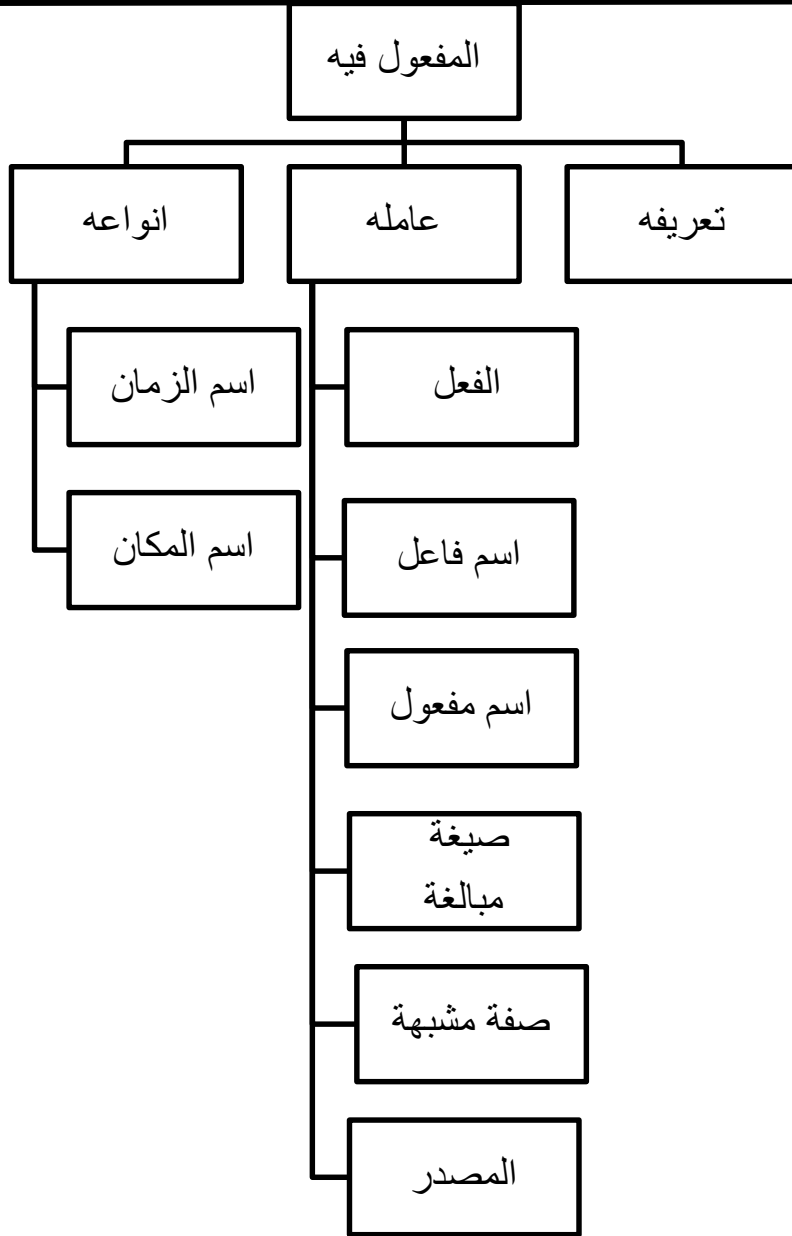 المفعول فيه
تعريفه
عامله
انواعه
الفعل
اسم فاعل
اسم مفعول
صيغة
مبالغة
صفة مشبهة
المصدر
اسم الزمان
اسم المكان